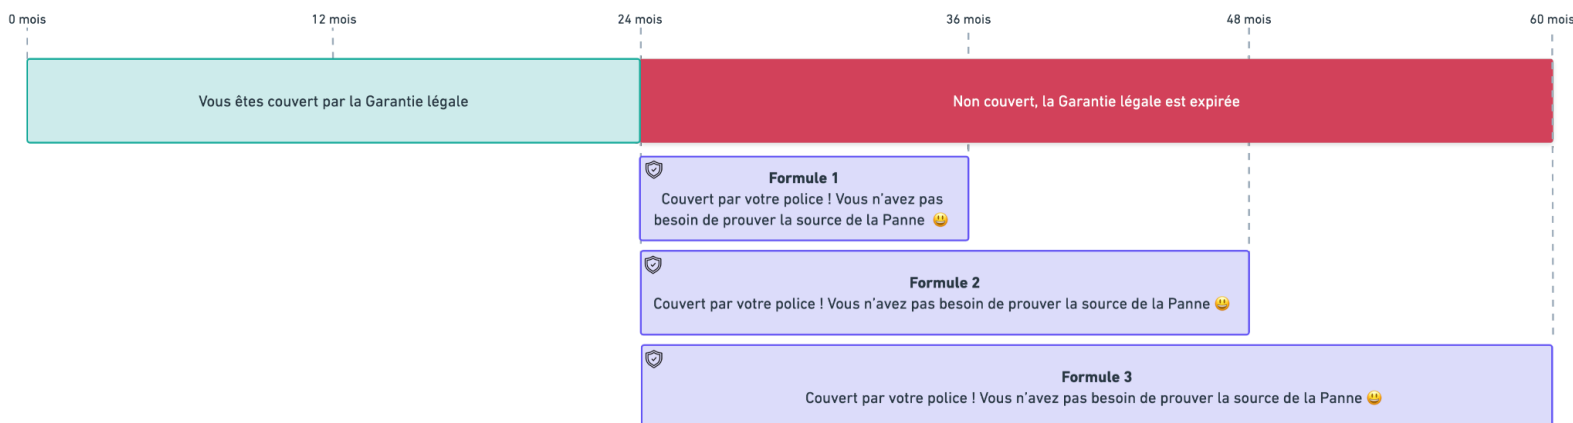 0 mois
12 mois
24 mois
36 mois
48 mois
60 mois
Vous êtes couvert par la Garantie légale
Non couvert, la Garantie légale est expirée
Formule 1
Couvert par votre police ! Vous n'avez pas
besoin de prouver la source de la Panne 😃
Formule 2
Couvert par votre police ! Vous n'avez pas besoin de prouver la source de la Panne 😃
Formule 3
Couvert par votre police ! Vous n'avez pas besoin de prouver la source de la Panne 😃